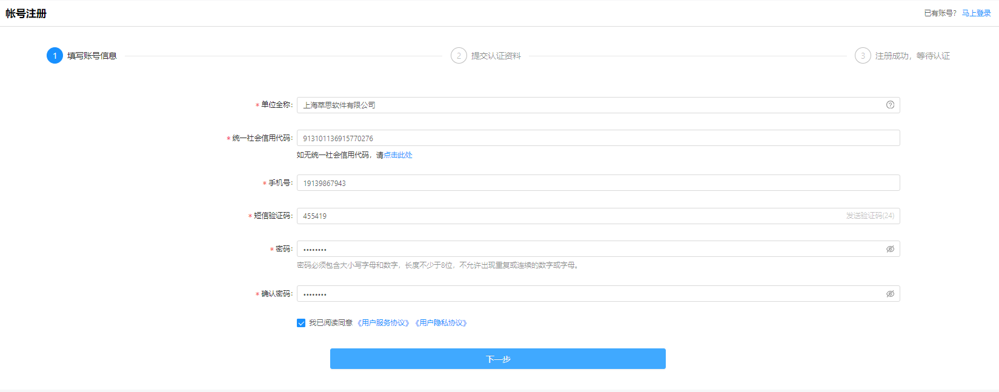 帐号注册
已有账号? 马上登录
1 填写账号信息
2 提交认证资料
3 注册成功，等待认证
* 单位全称: 上海萃思软件有限公司
* 统一社会信用代码: 913101136915770276
如无统一社会信用代码，请点击此处
* 手机号: 19139867943
* 短信验证码: 455419 发送验证码(24)
* 密码: ••••••••
密码必须包含大小写字母和数字，长度不少于8位，不允许出现重复或连续的数字或字母。
* 确认密码: ••••••••
我已阅读同意 《用户服务协议》 《用户隐私协议》
下一步